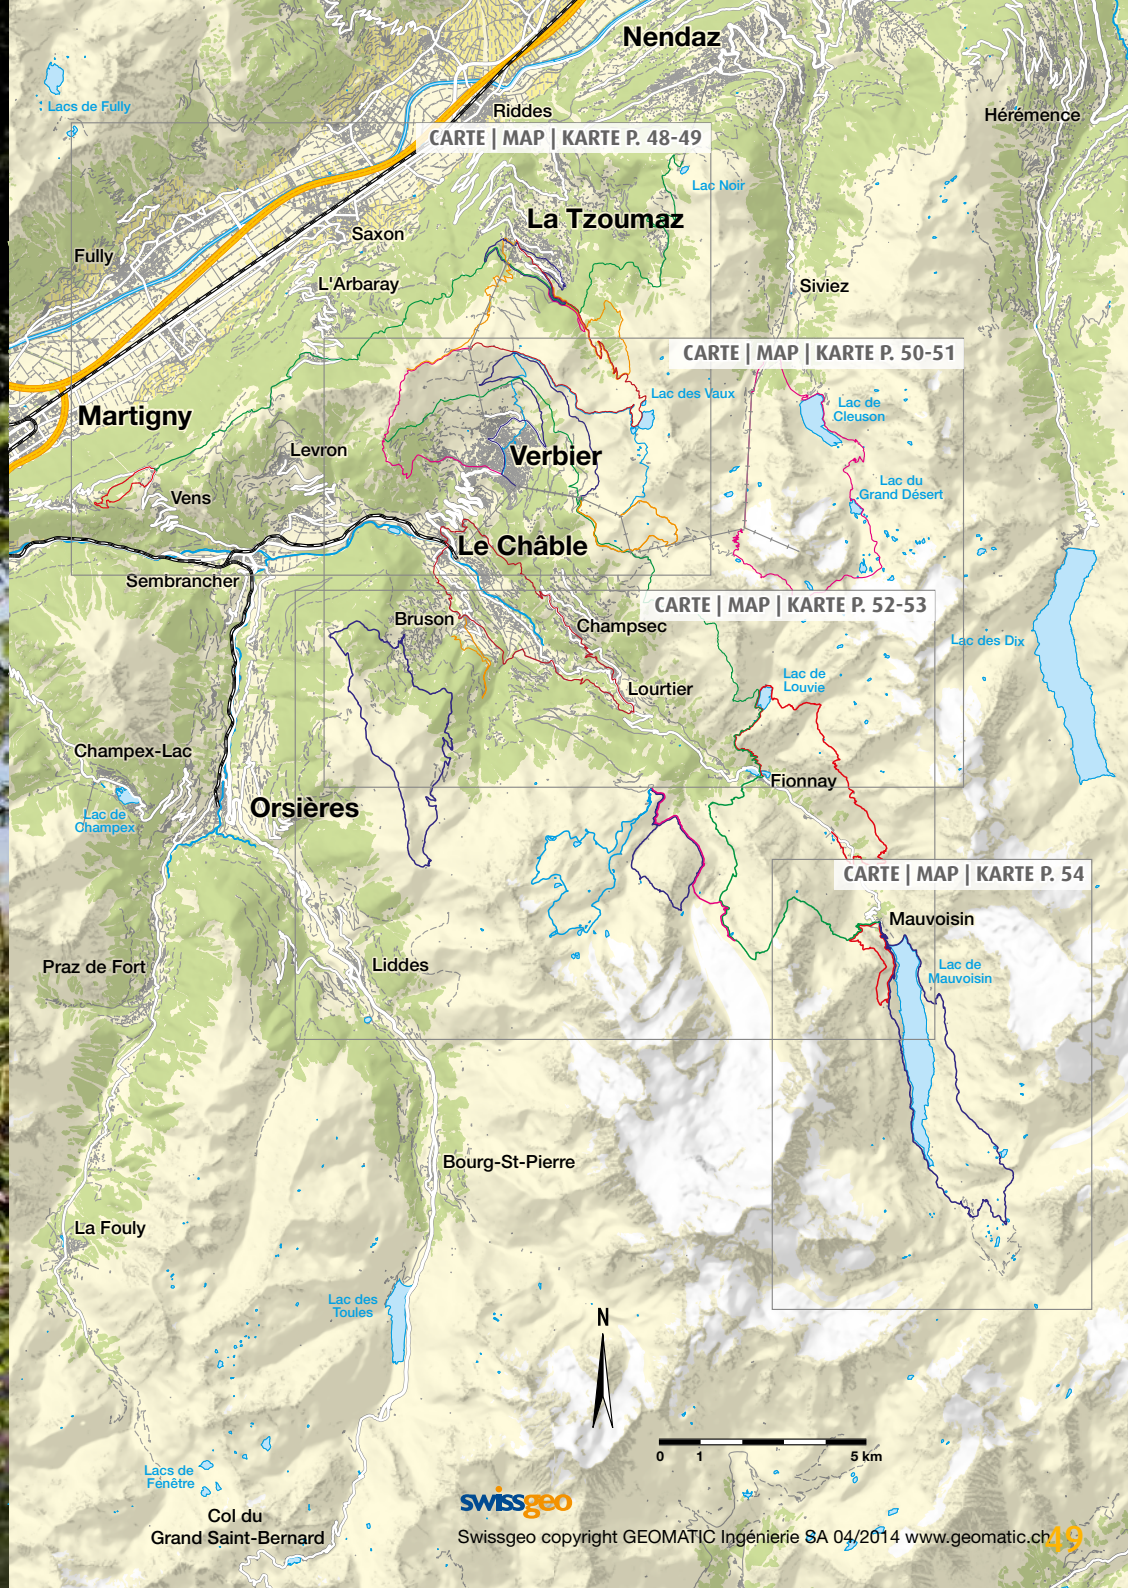 Nendaz
Lacs de Fully
Riddes
Hérémence
CARTE | MAP | KARTE P. 48-49
Lac Noir
La Tzoumaz
Saxon
Fully
L'Arbaray
Siviez
CARTE | MAP | KARTE P. 50-51
Lac des Vaux
Lac de
Cleuson
Martigny
Levron
Verbier
Lac du
Grand Désert
Vens
Le Châble
Sembrancher
CARTE | MAP | KARTE P. 52-53
Bruson
Champsec
Lac des Dix
Lac de
Louvie
Lourtier
Champex-Lac
Fionnay
Orsières
Lac de
Champex
CARTE | MAP | KARTE P. 54
Mauvoisin
Praz de Fort
Liddes
Lac de
Mauvoisin
Bourg-St-Pierre
La Fouly
Lac des
Toules
N
0 1 5 km
Lacs de
Fenêtre
swissgeo
Col du
Grand Saint-Bernard
Swissgeo copyright GEOMATIC Ingénierie SA 04/2014 www.geomatic.ch
49